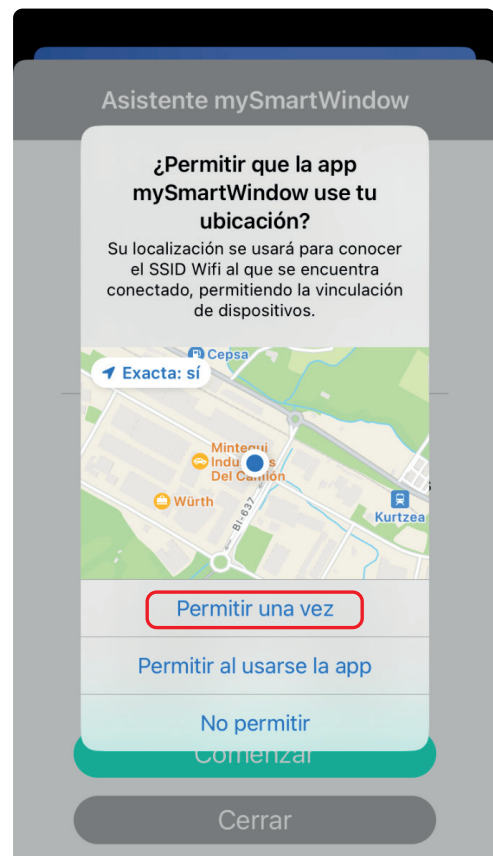 Asistente mySmartWindow
¿Permitir que la app
mySmartWindow use tu
ubicación?
Su localización se usará para conocer
el SSID Wifi al que se encuentra
conectado, permitiendo la vinculación
de dispositivos.
Cepsa
Exacta: sí
Mintegui
Indu s
Del Camión
Würth
BI-637
Kurtzea
s
Permitir una vez
Permitir al usarse la app
No permitir
Comenzar
Cerrar